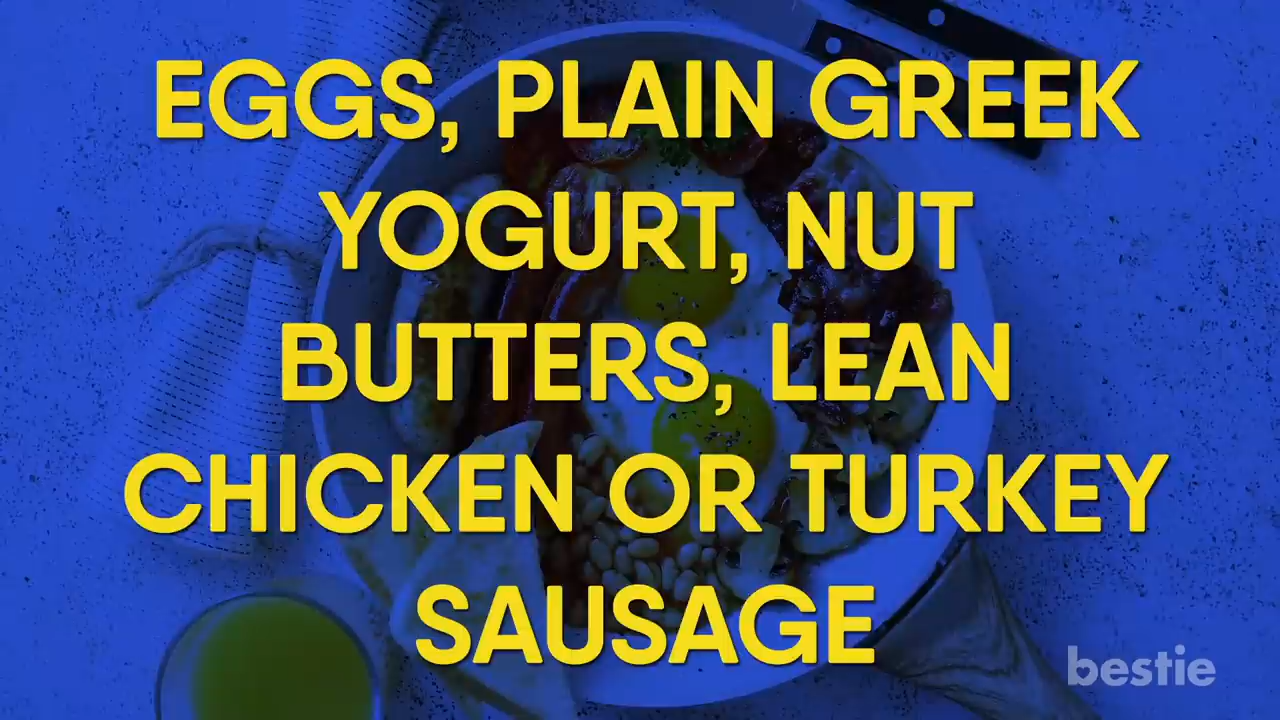 EGGS, PLAIN GREEK
YOGURT, NUT
BUTTERS, LEAN
CHICKEN OR TURKEY
SAUSAGE
bestie